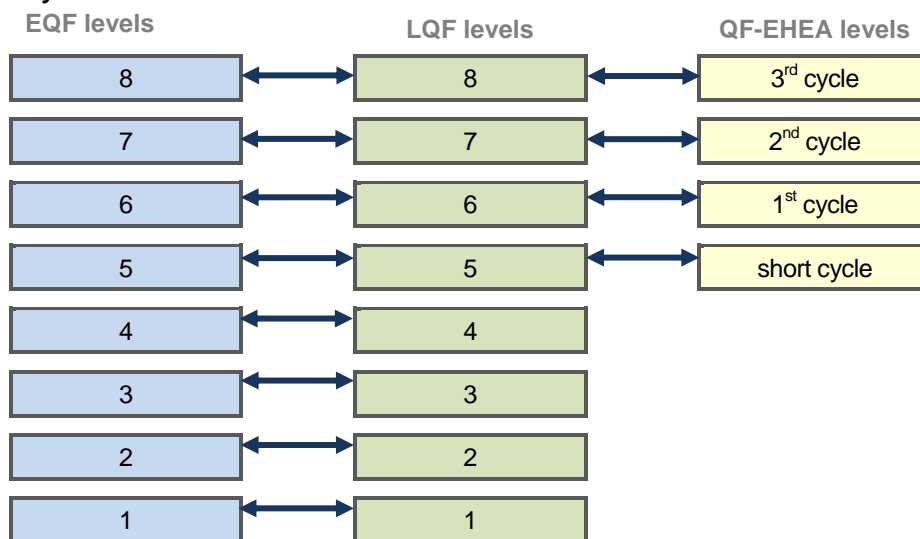 EQF levels LQF levels QF-EHEA levels
8 8 3rd cycle
7 7 2nd cycle
6 6 1st cycle
5 5 short cycle
4 4
3 3
2 2
1 1